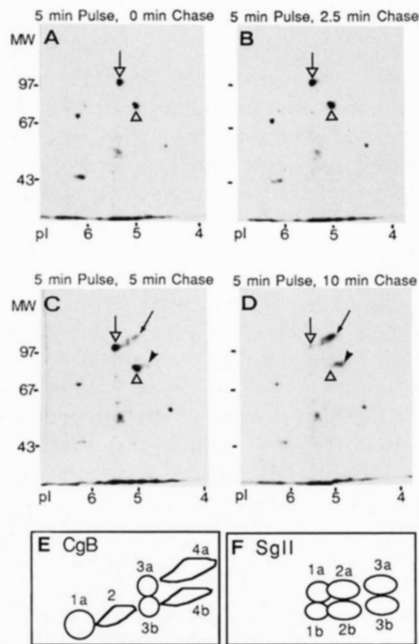 5 min Pulse, 0 min Chase 5 min Pulse, 2.5 min Chase
MW A B
97-
67-
43-
pI 6 5 4 pI 6 5 4
5 min Pulse, 5 min Chase 5 min Pulse, 10 min Chase
MW C D
97-
67-
43-
pI 6 5 4 pI 6 5 4
E CgB F SgII
1a 2 3a 4a 1a 2a 3a
3b 4b 1b 2b 3b